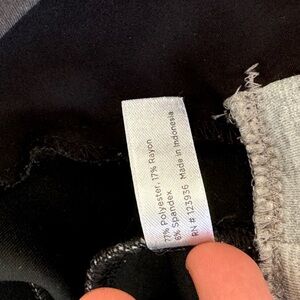 77% Polyester, 17% Rayon
6% Spandex
RN # 123936 Made in Indonesia